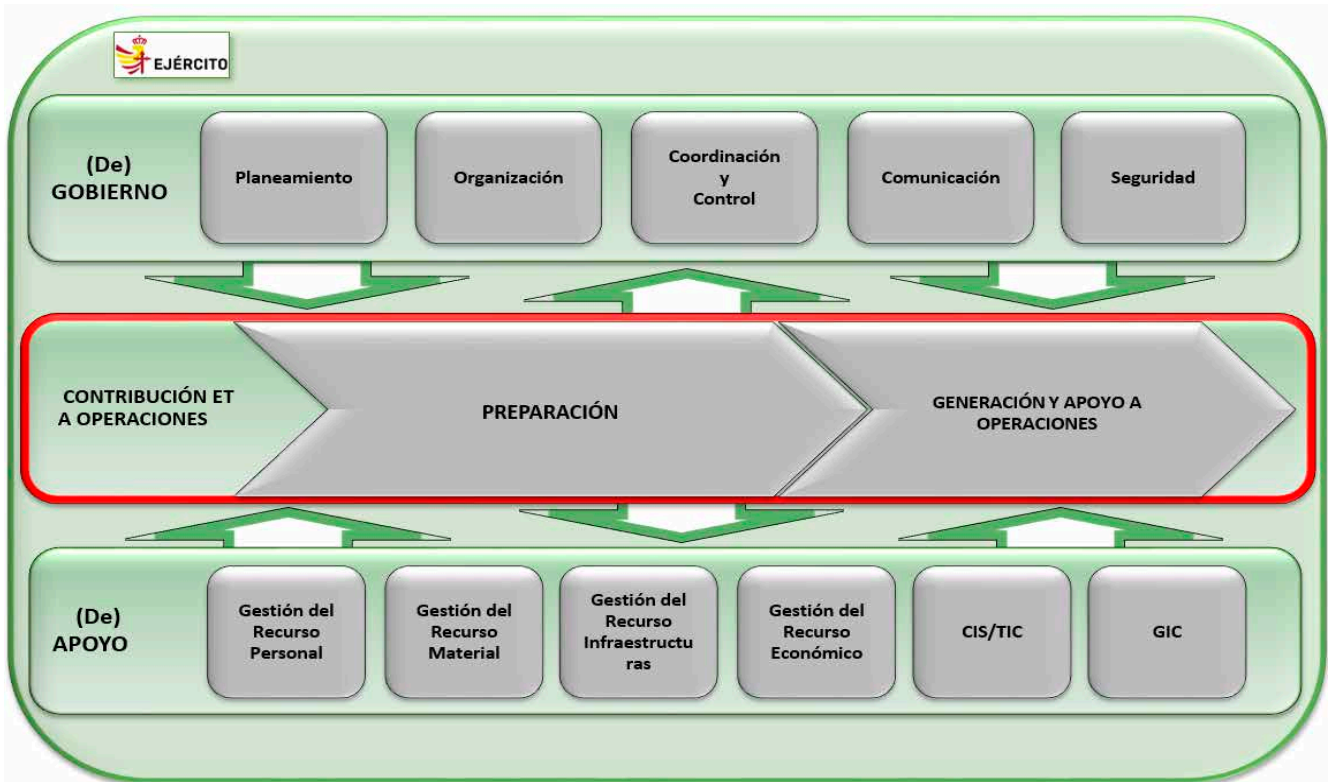 EJÉRCITO
(De)
GOBIERNO
Planeamiento
Organización
Coordinación
y
Control
Comunicación
Seguridad
CONTRIBUCIÓN ET
A OPERACIONES
PREPARACIÓN
GENERACIÓN Y APOYO A
OPERACIONES
(De)
APOYO
Gestión del
Recurso
Personal
Gestión del
Recurso
Material
Gestión del
Recurso
Infraestructu
ras
Gestión del
Recurso
Económico
CIS/TIC
GIC